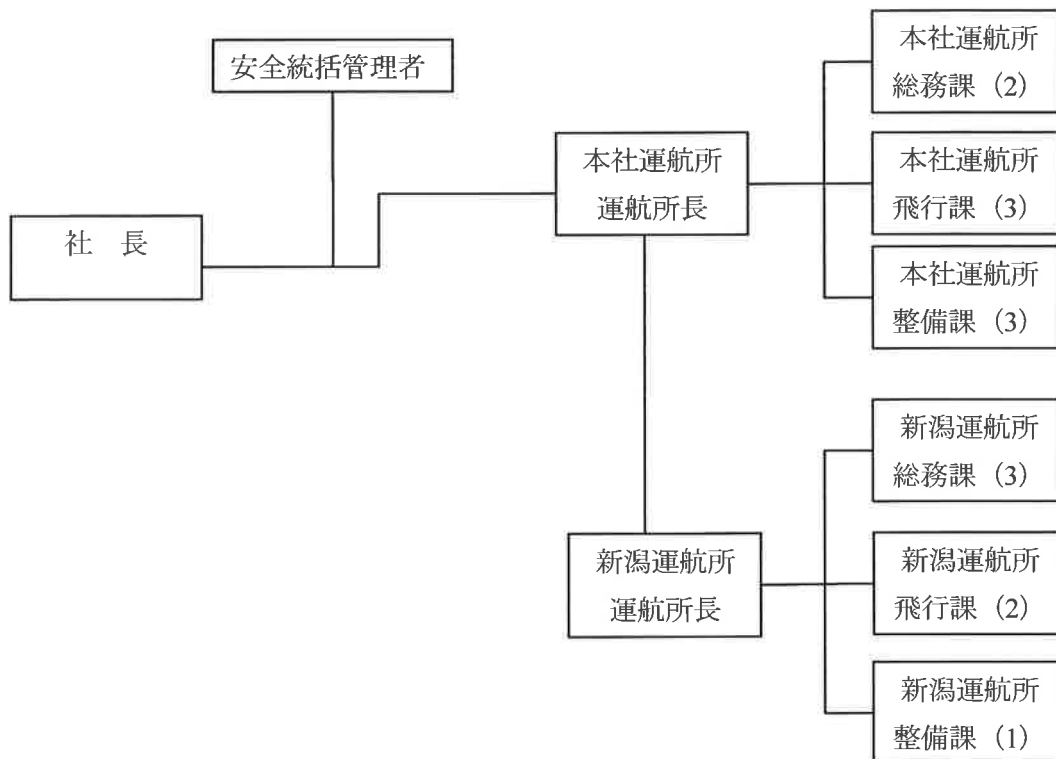 安全統括管理者
社　長
本社運航所
運航所長
本社運航所
総務課（2）
本社運航所
飛行課（3）
本社運航所
整備課（3）
新潟運航所
運航所長
新潟運航所
総務課（3）
新潟運航所
飛行課（2）
新潟運航所
整備課（1）